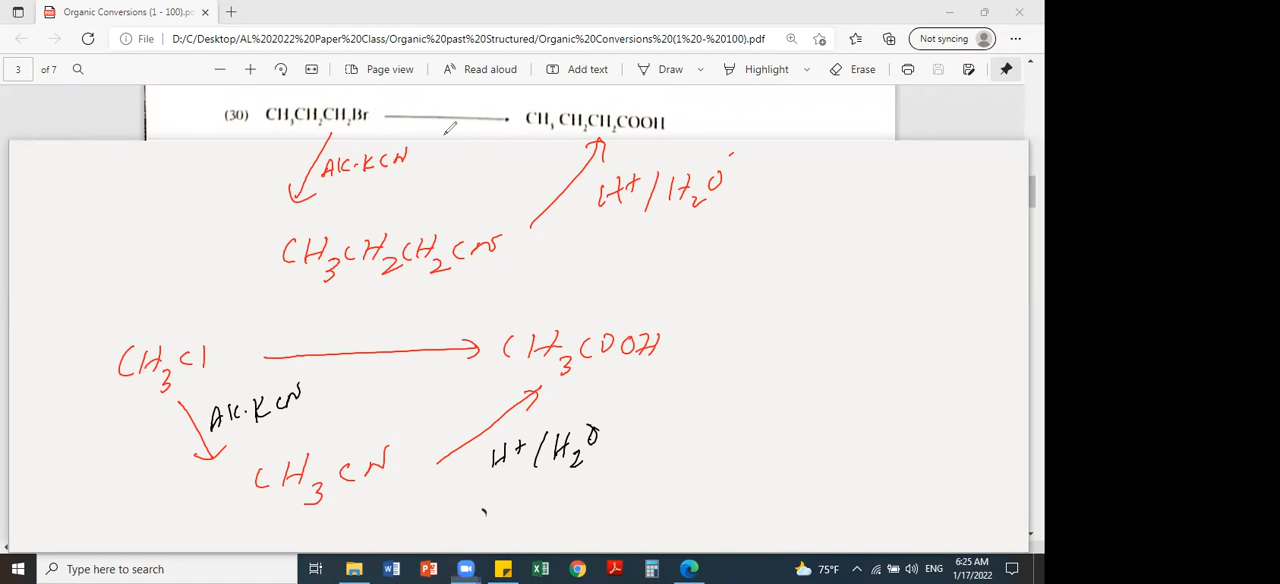 Organic Conversions (1 - 100).pc
File D:/C/Desktop/AL%202022%20Paper%20Class/Organic%20past%20Structured/Organic%20Conversions%20(1%20-%20100).pdf Not syncing
3 of 7 Page view Read aloud Add text Draw Highlight Erase
(30) CH₃CH₂CH₂Br CH₃ CH₂CH₂COOH
Alc·KCN
H+/H₂O
CH₃CH₂CH₂CN
CH₃Cl CH₃COOH
Alc·KCN
H+/H₂O
CH₃CN
Type here to search 75°F ENG 6:25 AM
1/17/2022